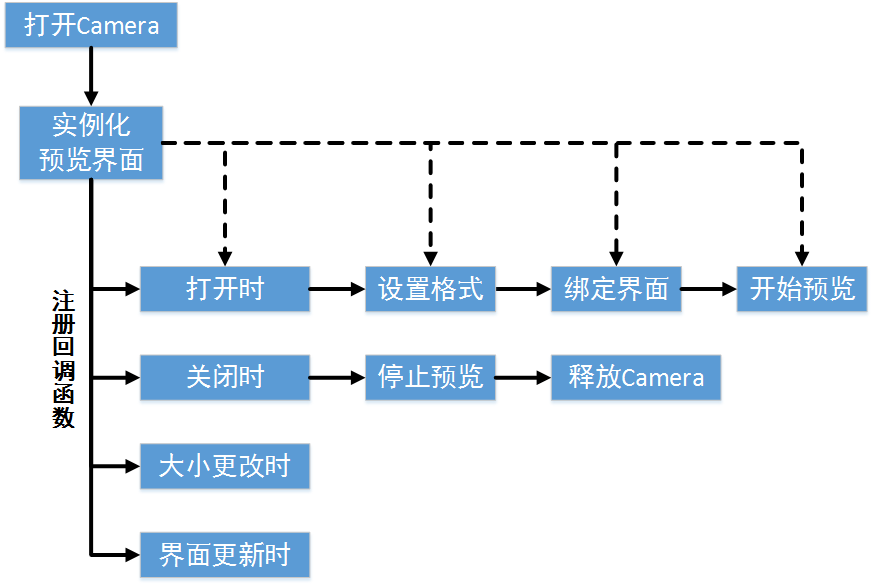 打开Camera
实例化
预览界面
注册回调函数
打开时
设置格式
绑定界面
开始预览
关闭时
停止预览
释放Camera
大小更改时
界面更新时